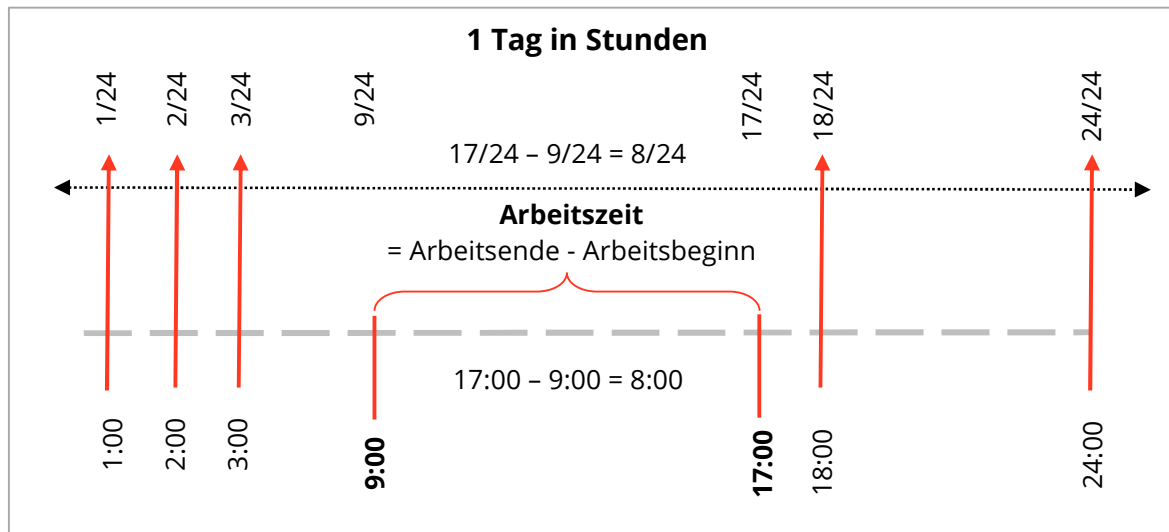 1 Tag in Stunden
1/24
2/24
3/24
9/24
17/24
18/24
24/24
17/24 – 9/24 = 8/24
Arbeitszeit
= Arbeitsende - Arbeitsbeginn
17:00 – 9:00 = 8:00
1:00
2:00
3:00
9:00
17:00
18:00
24:00